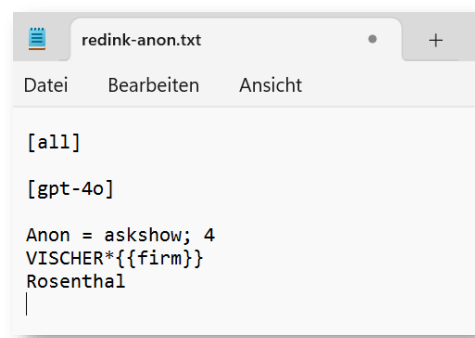 redink-anon.txt
Datei Bearbeiten Ansicht
[all]
[gpt-4o]
Anon = askshow; 4
VISCHER*{{firm}}
Rosenthal